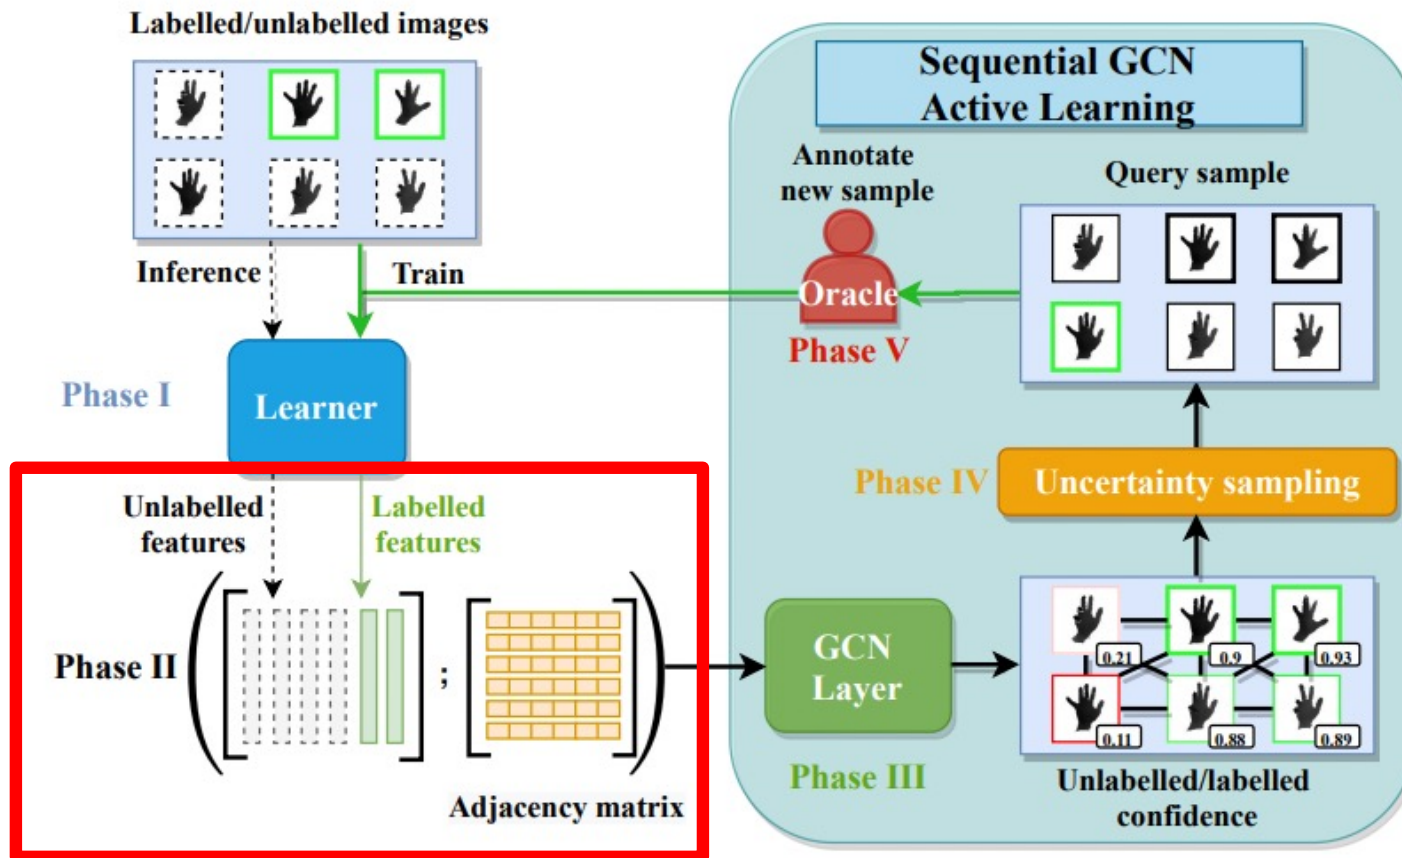 Labelled/unlabelled images
Inference
Train
Phase I
Learner
Unlabelled
features
Labelled
features
Phase II
;
Adjacency matrix
Sequential GCN
Active Learning
Annotate
new sample
Oracle
Phase V
Query sample
Phase IV
Uncertainty sampling
GCN
Layer
Phase III
0.21
0.9
0.93
0.11
0.88
0.89
Unlabelled/labelled
confidence